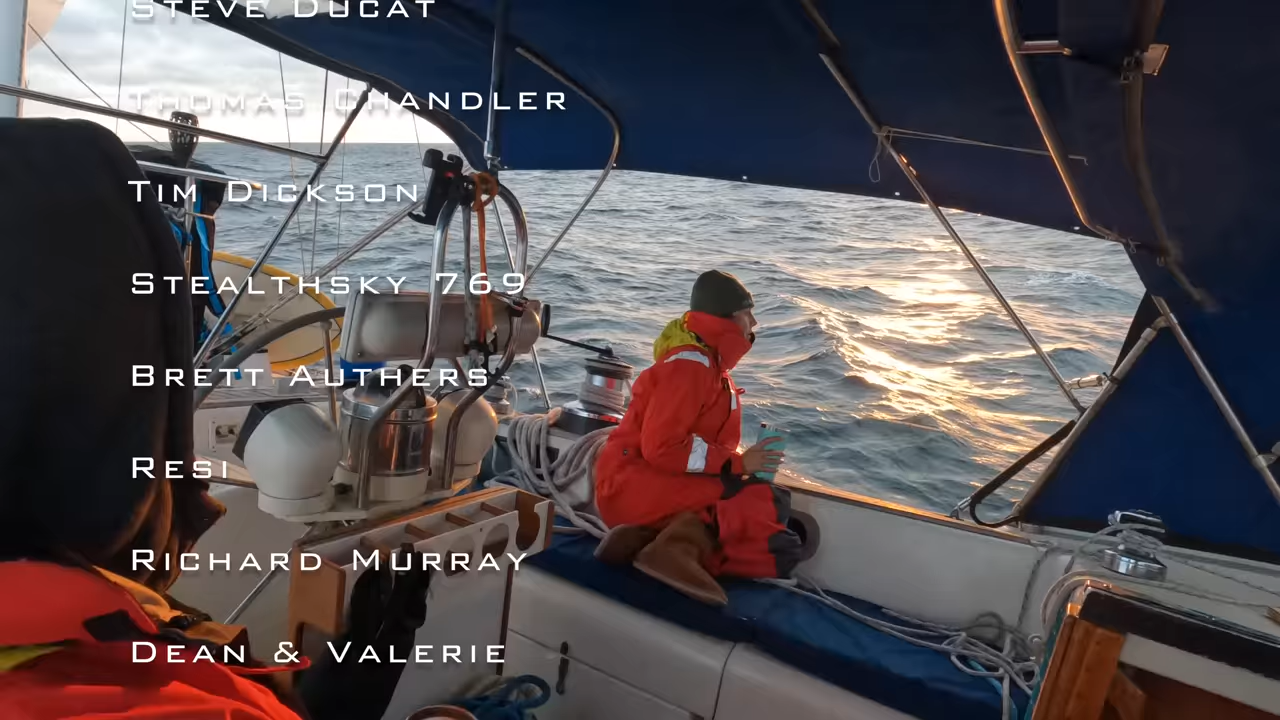 STEVE DUCAT
THOMAS CHANDLER
TIM DICKSON
STEALTHSKY 769
BRETT AUTHERS
RESI
RICHARD MURRAY
DEAN & VALERIE